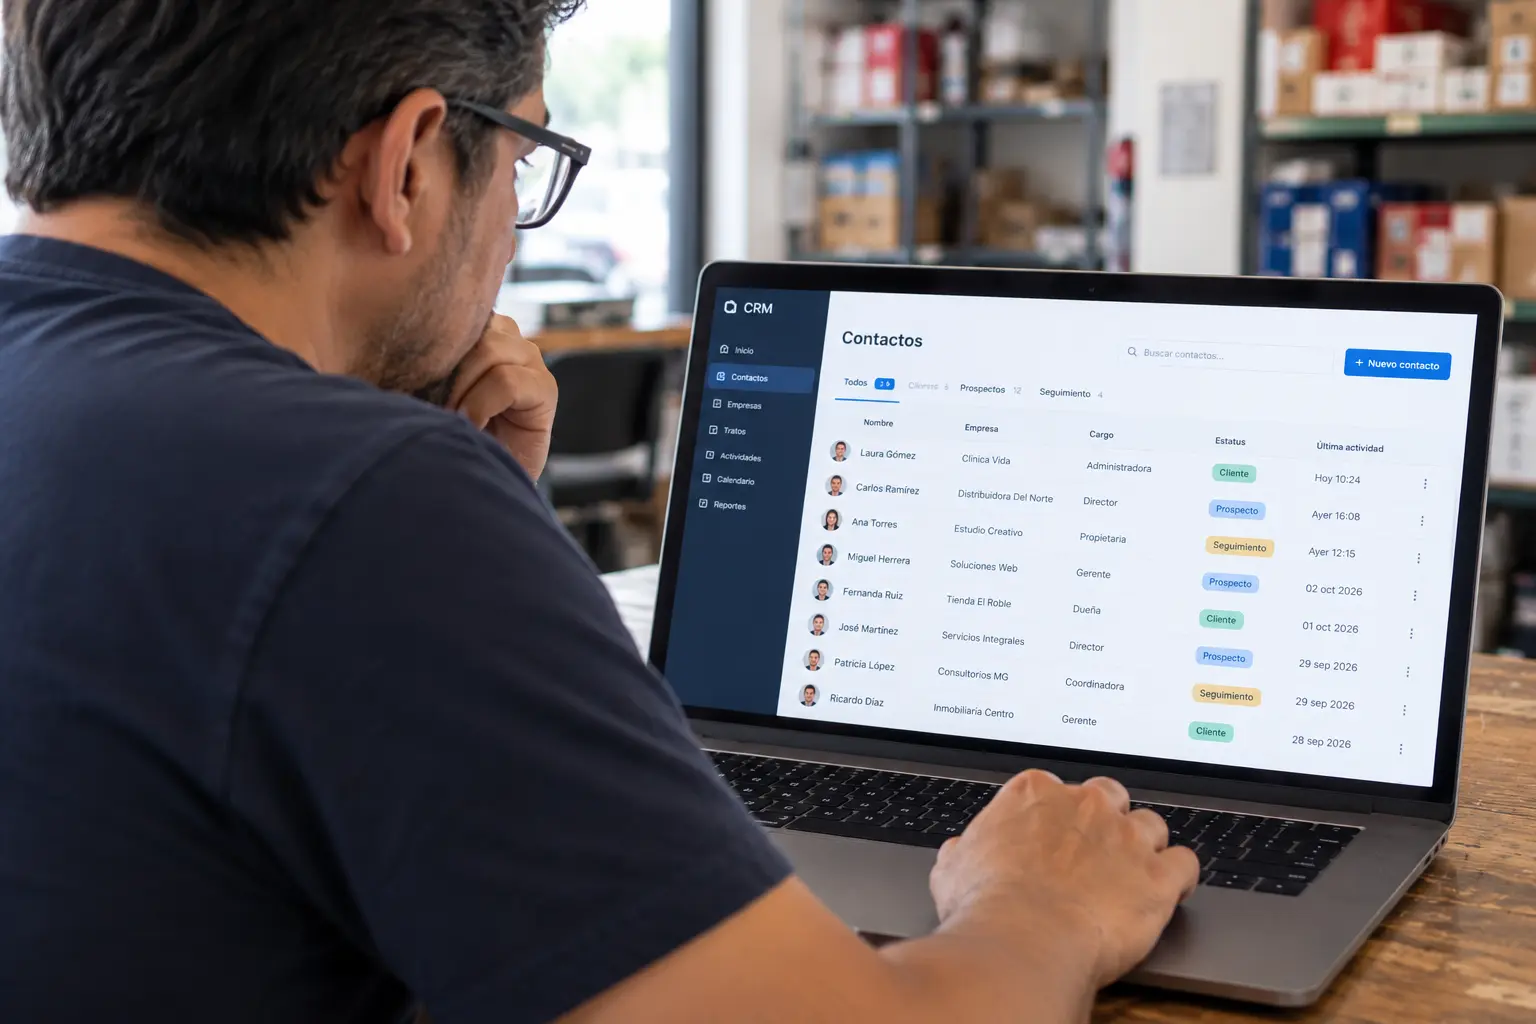 CRM
Inicio
Contactos
Empresas
Tratos
Actividades
Calendario
Reportes
Contactos
Buscar contactos...
+ Nuevo contacto
Todos
Prospectos 12
Seguimiento 4
Nombre Empresa Cargo Estatus Última actividad
Laura Gómez Clínica Vida Administradora Cliente Hoy 10:24
Carlos Ramírez Distribuidora Del Norte Director Prospecto Ayer 16:08
Ana Torres Estudio Creativo Propietaria Seguimiento Ayer 12:15
Miguel Herrera Soluciones Web Gerente Prospecto 02 oct 2026
Fernanda Ruiz Tienda El Roble Dueña Cliente 01 oct 2026
José Martínez Servicios Integrales Director Prospecto 29 sep 2026
Patricia López Consultorios MG Coordinadora Seguimiento 29 sep 2026
Ricardo Díaz Inmobiliaria Centro Gerente Cliente 28 sep 2026